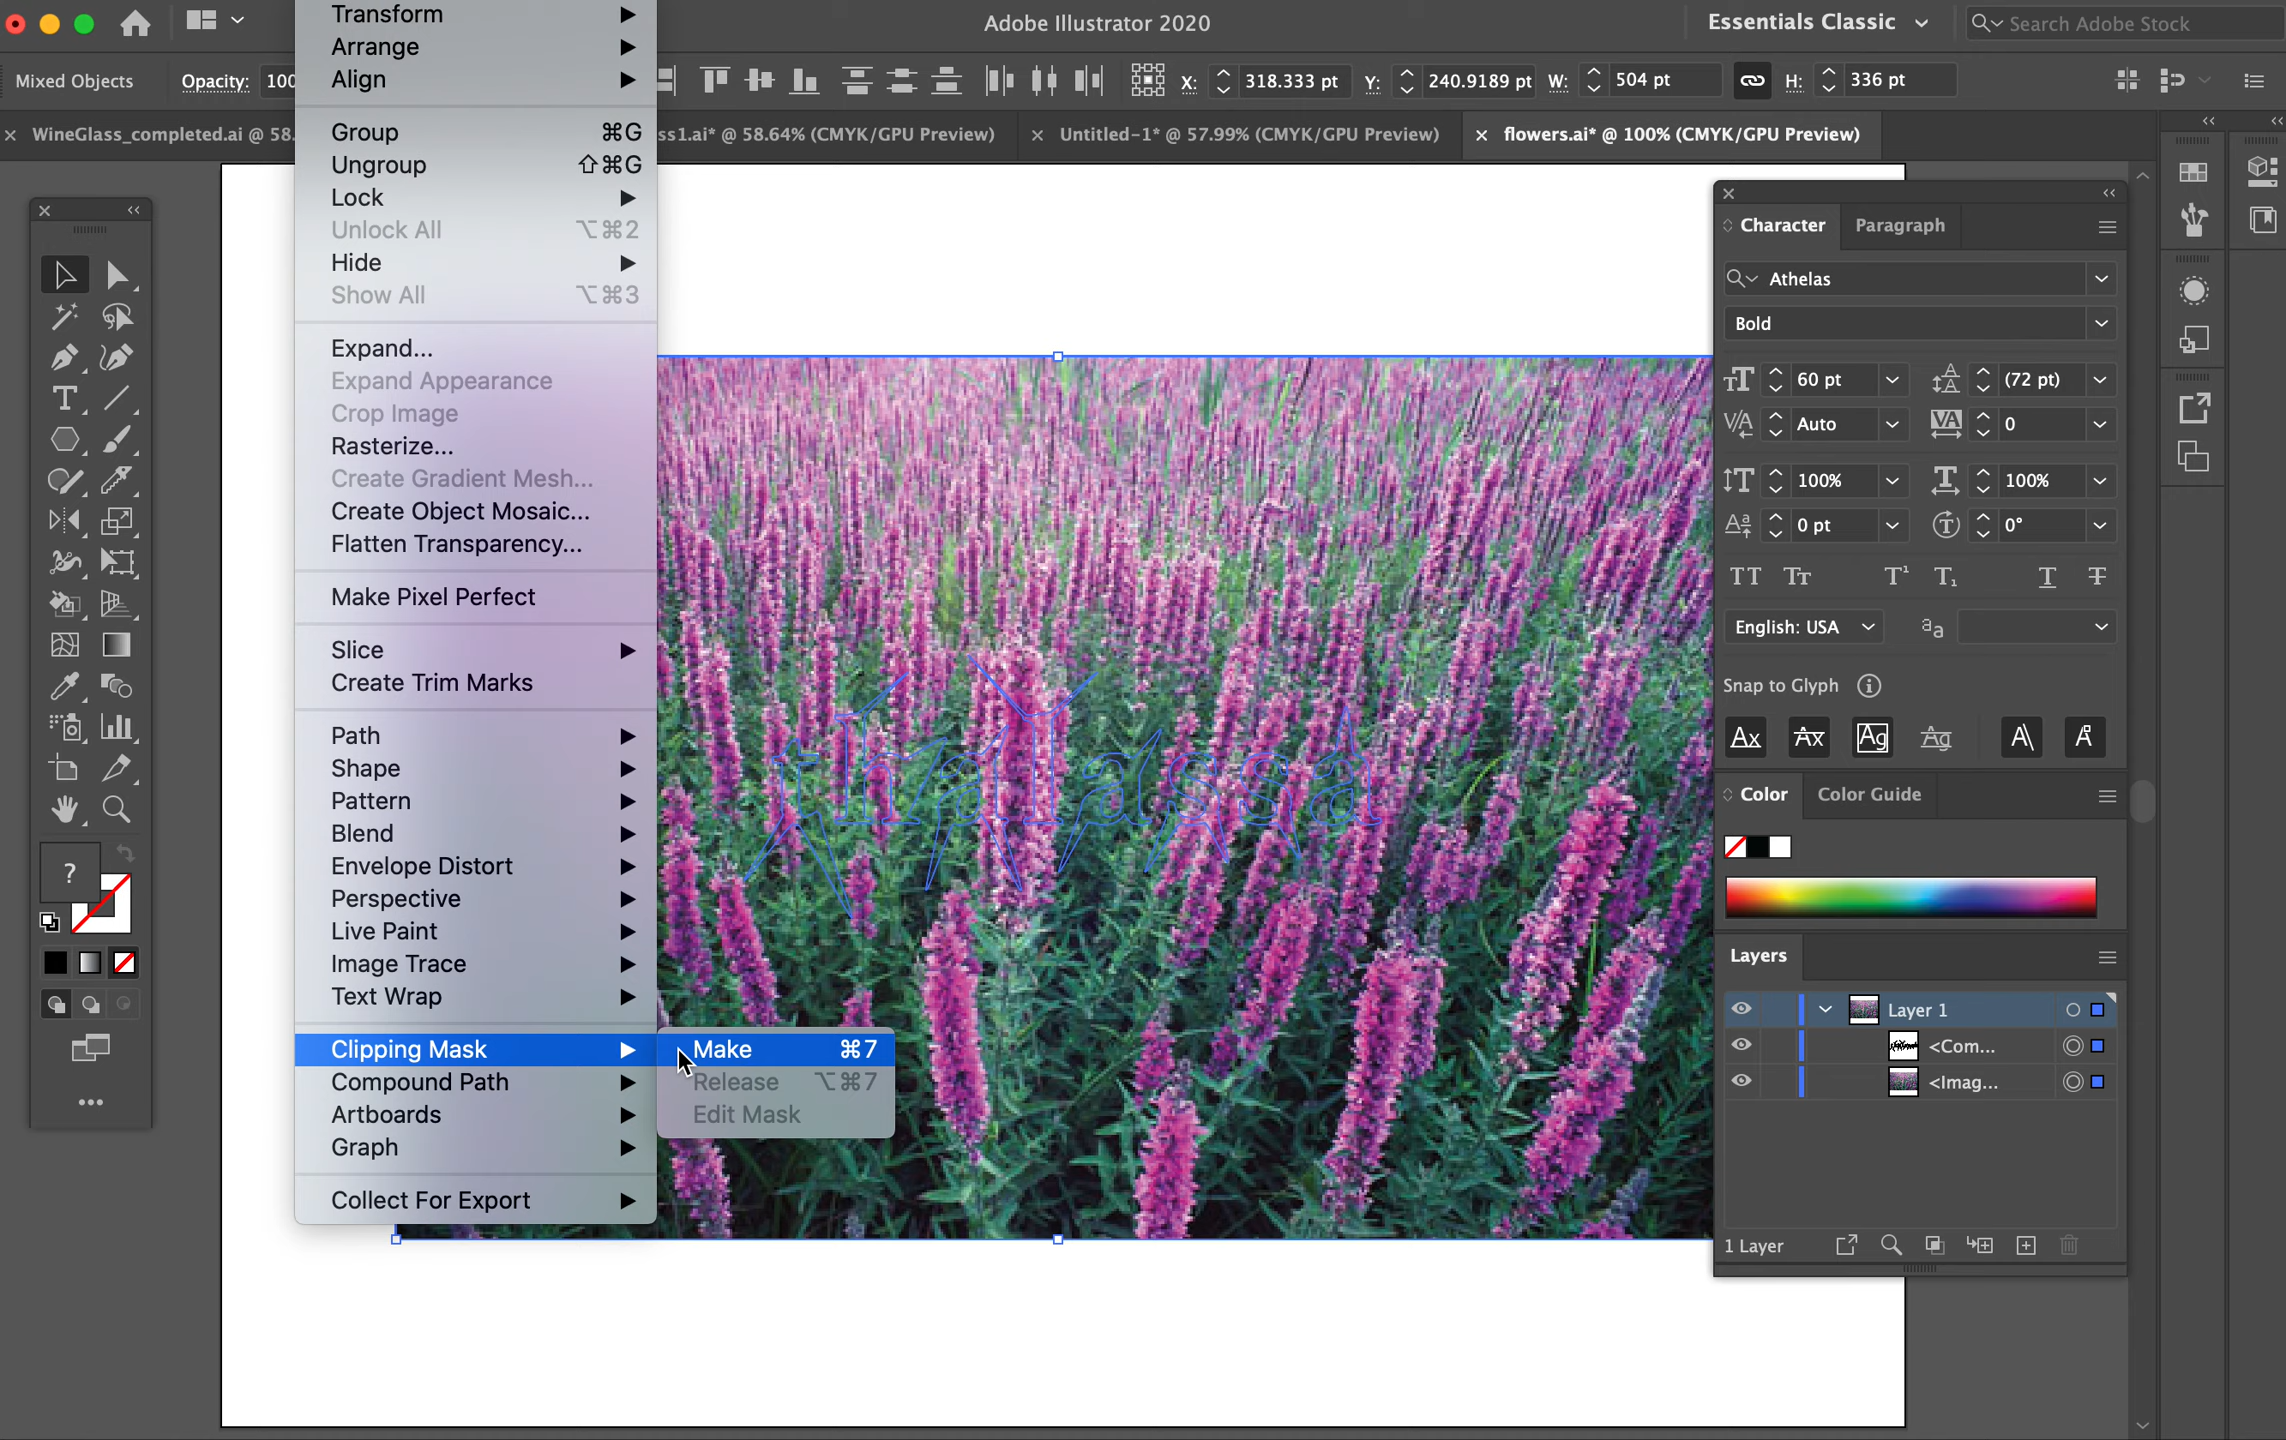 Adobe Illustrator 2020
Essentials Classic
Search Adobe Stock
Mixed Objects
Opacity: 100
X: 318.333 pt
Y: 240.9189 pt
W: 504 pt
H: 336 pt
WineGlass_completed.ai @ 58.
ss1.ai* @ 58.64% (CMYK/GPU Preview)
Untitled-1* @ 57.99% (CMYK/GPU Preview)
flowers.ai* @ 100% (CMYK/GPU Preview)
Transform
Arrange
Align
Group ⌘G
Ungroup ⇧⌘G
Lock
Unlock All ⌥⌘2
Hide
Show All ⌥⌘3
Expand...
Expand Appearance
Crop Image
Rasterize...
Create Gradient Mesh...
Create Object Mosaic...
Flatten Transparency...
Make Pixel Perfect
Slice
Create Trim Marks
Path
Shape
Pattern
Blend
Envelope Distort
Perspective
Live Paint
Image Trace
Text Wrap
Clipping Mask
Compound Path
Artboards
Graph
Collect For Export
Make ⌘7
Release ⌥⌘7
Edit Mask
?
Character
Paragraph
Athelas
Bold
60 pt
(72 pt)
Auto
0
100%
100%
0 pt
0°
English: USA
Snap to Glyph
Color
Color Guide
Layers
Layer 1
<Com...
<Imag...
1 Layer